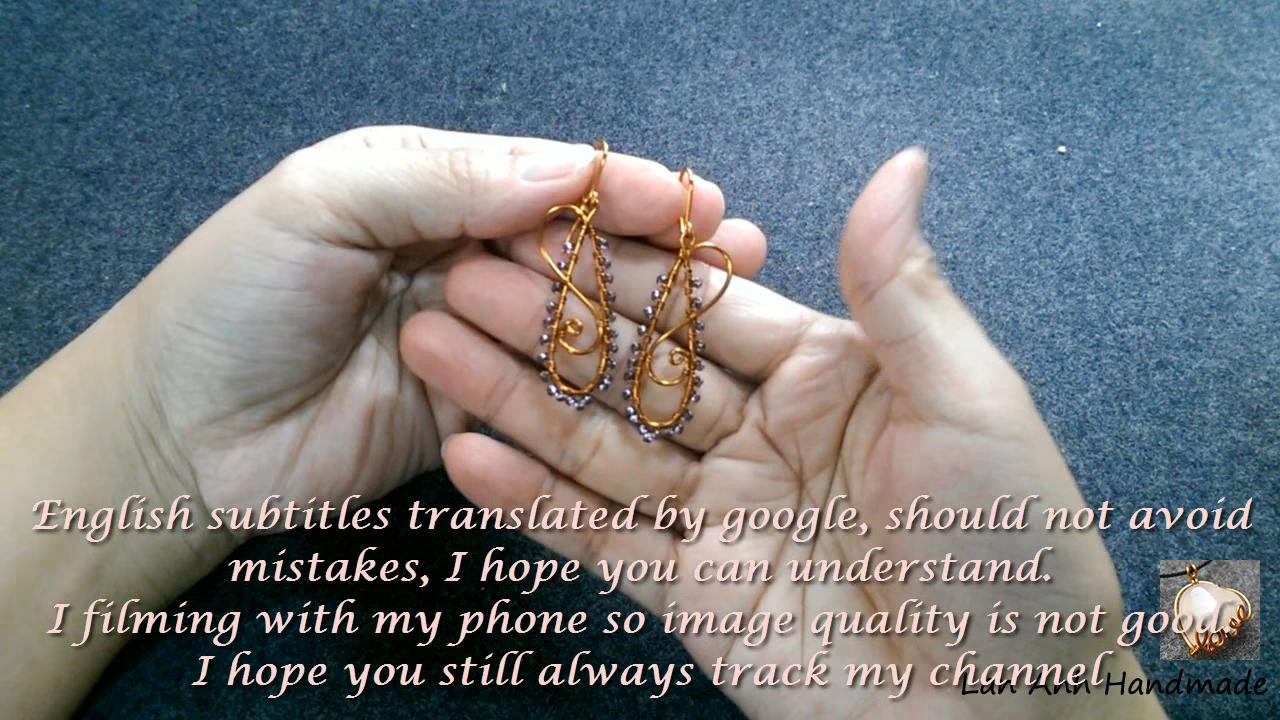 English subtitles translated by google, should not avoid
mistakes, I hope you can understand.
I filming with my phone so image quality is not good.
I hope you still always track my channel
Lan Anh Handmade